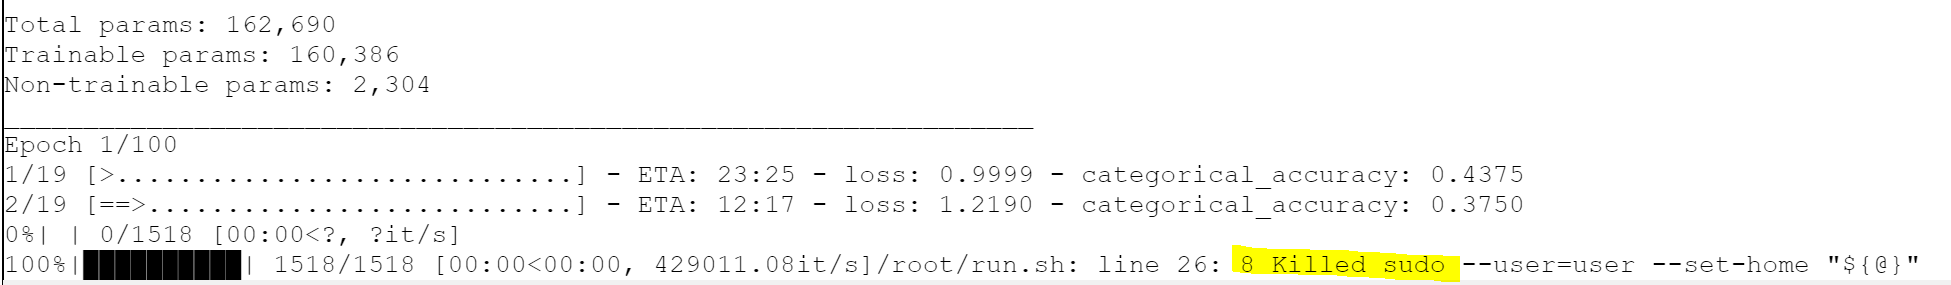 Total params: 162,690
Trainable params: 160,386
Non-trainable params: 2,304
_________________________________________________________________
Epoch 1/100
1/19 [>.............................] - ETA: 23:25 - loss: 0.9999 - categorical_accuracy: 0.4375
2/19 [==>...........................] - ETA: 12:17 - loss: 1.2190 - categorical_accuracy: 0.3750
0%| | 0/1518 [00:00<?, ?it/s]
100%|██████████| 1518/1518 [00:00<00:00, 429011.08it/s]/root/run.sh: line 26: 8 Killed sudo --user=user --set-home "${@}"